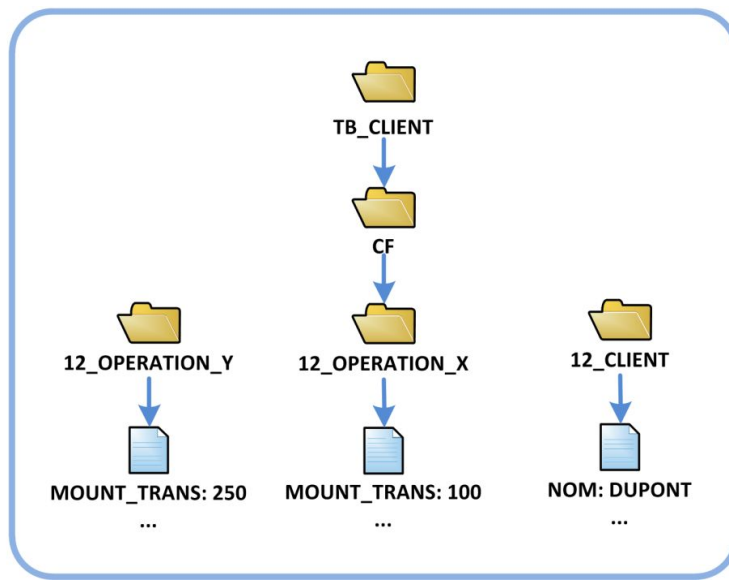 TB_CLIENT
CF
12_OPERATION_Y
12_OPERATION_X
12_CLIENT
MOUNT_TRANS: 250
MOUNT_TRANS: 100
NOM: DUPONT
...
...
...